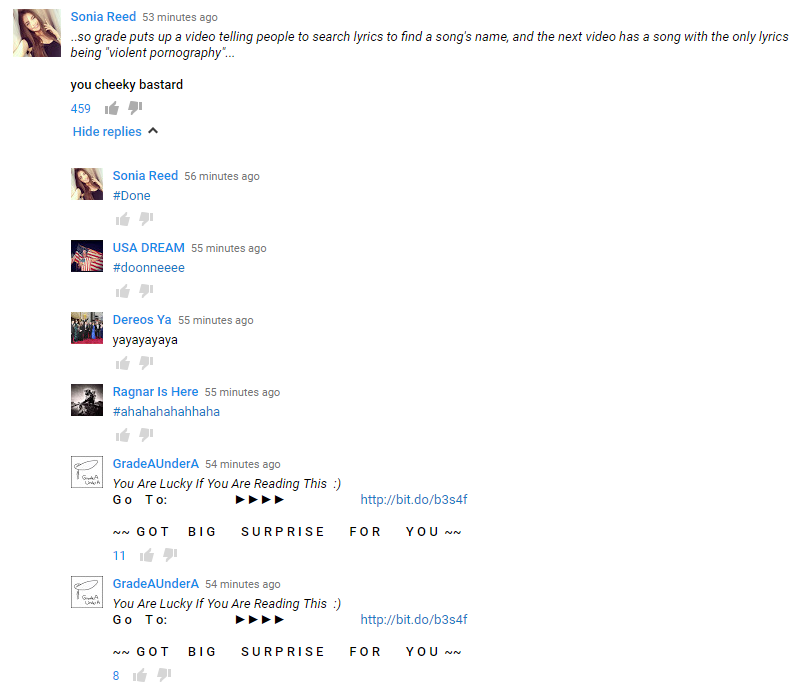 Sonia Reed 53 minutes ago
..so grade puts up a video telling people to search lyrics to find a song's name, and the next video has a song with the only lyrics
being "violent pornography"...
you cheeky bastard
459
Hide replies
Sonia Reed 56 minutes ago
#Done
USA DREAM 55 minutes ago
#doonneeee
Dereos Ya 55 minutes ago
yayayayaya
Ragnar Is Here 55 minutes ago
#ahahahahahhaha
GradeAUnderA 54 minutes ago
You Are Lucky If You Are Reading This :)
G o T o: ►►►► http://bit.do/b3s4f
~~ G O T B I G S U R P R I S E F O R Y O U ~~
11
GradeAUnderA 54 minutes ago
You Are Lucky If You Are Reading This :)
G o T o: ►►►► http://bit.do/b3s4f
~~ G O T B I G S U R P R I S E F O R Y O U ~~
8